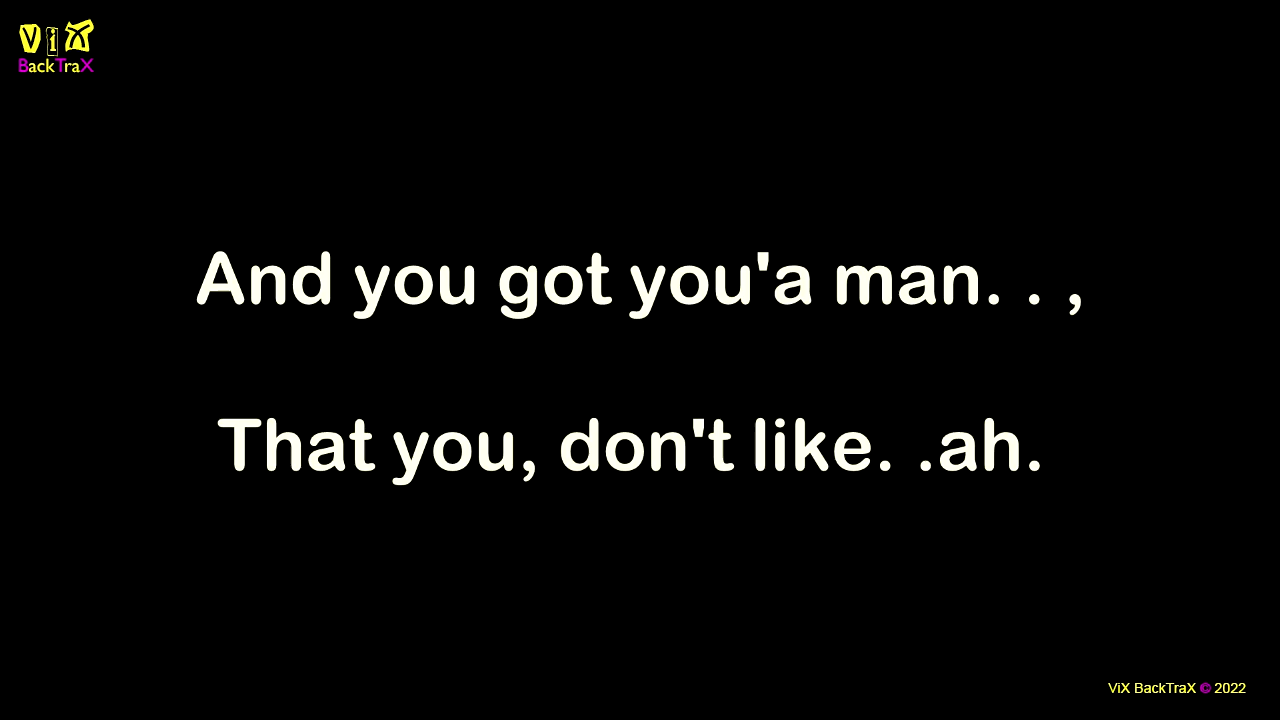 ViX
BackTraX
And you got you'a man. . ,
That you, don't like. .ah.
ViX BackTraX © 2022